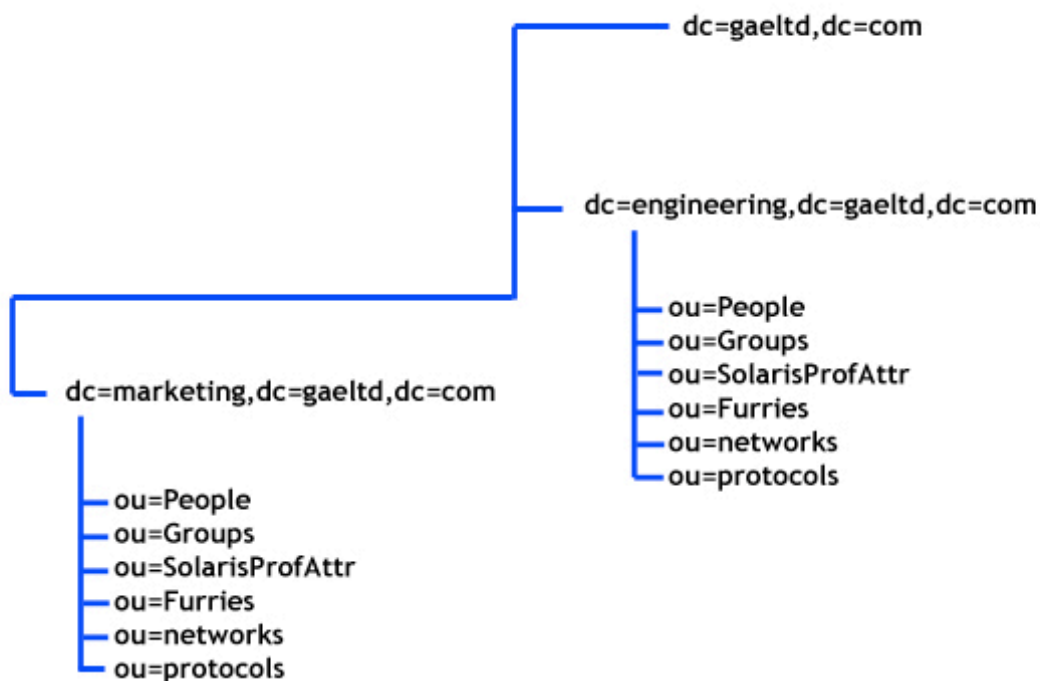 dc=gaeltd,dc=com
dc=engineering,dc=gaeltd,dc=com
ou=People
ou=Groups
ou=SolarisProfAttr
ou=Furries
ou=networks
ou=protocols
dc=marketing,dc=gaeltd,dc=com
ou=People
ou=Groups
ou=SolarisProfAttr
ou=Furries
ou=networks
ou=protocols